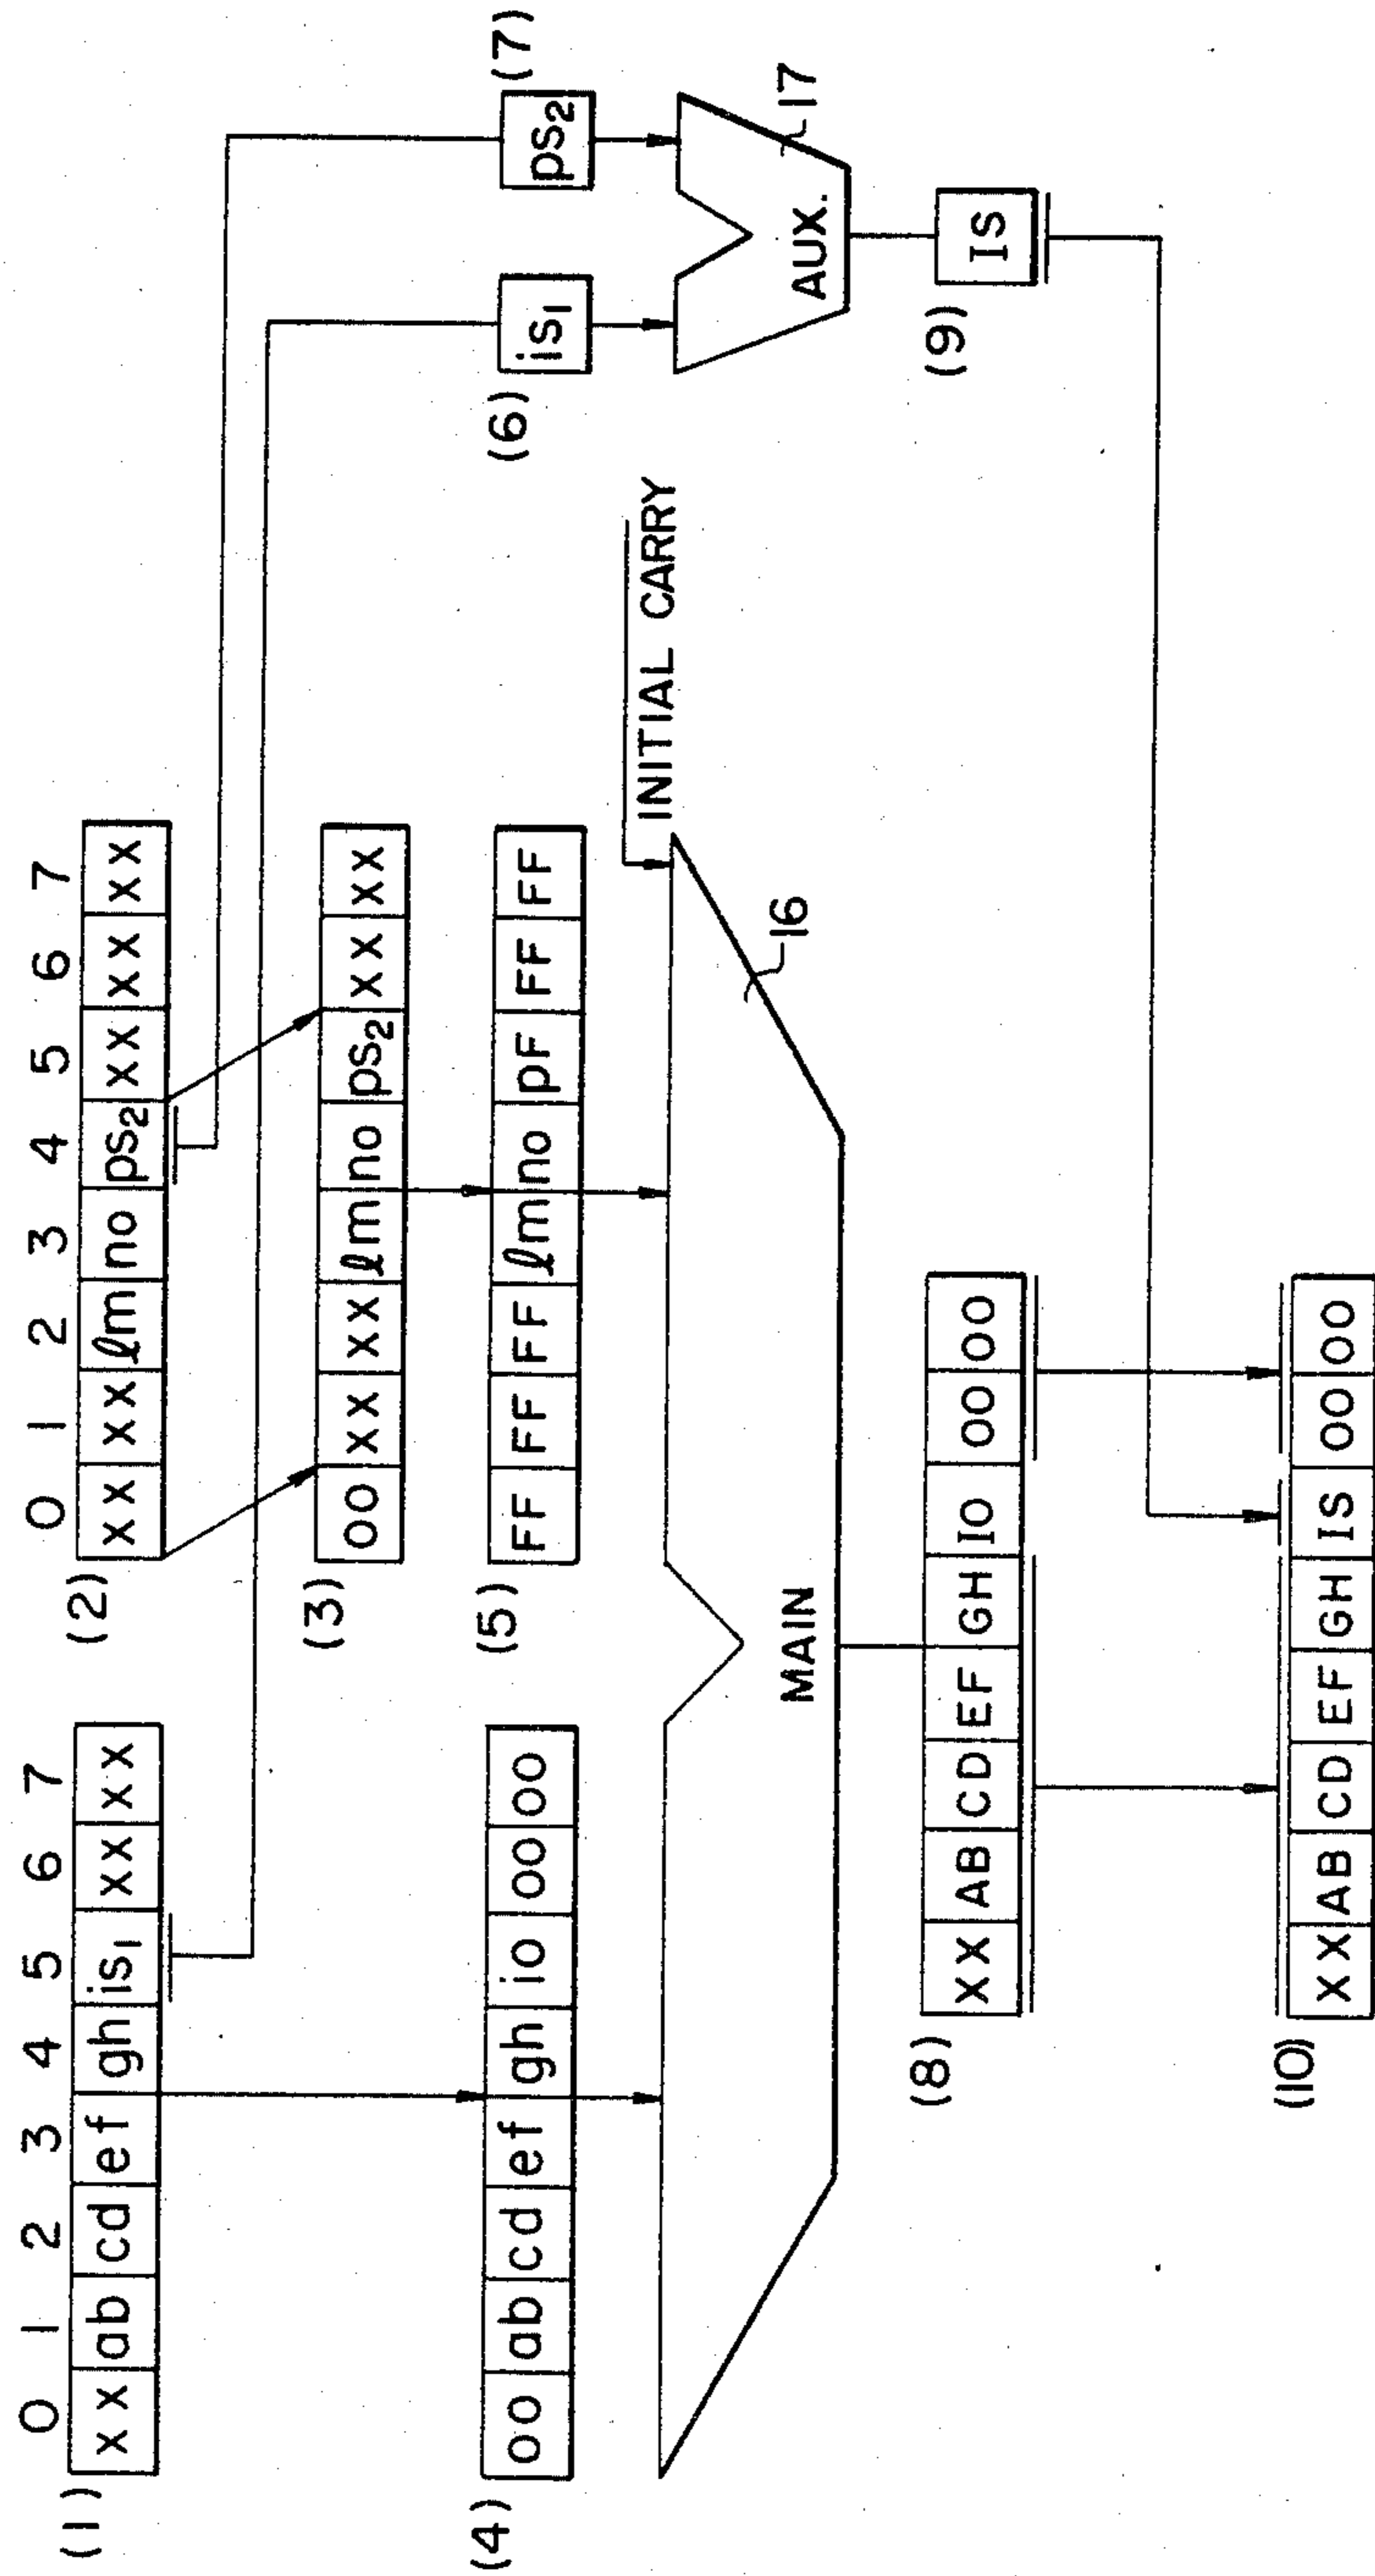 0 1 2 3 4 5 6 7
(1) xx ab cd ef gh is₁ xx xx
0 1 2 3 4 5 6 7
(2) xx xx ℓm no ps₂ xx xx xx
(3) 00 xx xx ℓm no ps₂ xx xx
(4) 00 ab cd ef gh i0 00 00
(5) FF FF FF ℓm no pF FF FF
(6) is₁
ps₂ (7)
INITIAL CARRY
MAIN
16
AUX.
17
(8) XX AB CD EF GH I0 00 00
(9) IS
(10) XX AB CD EF GH IS 00 00